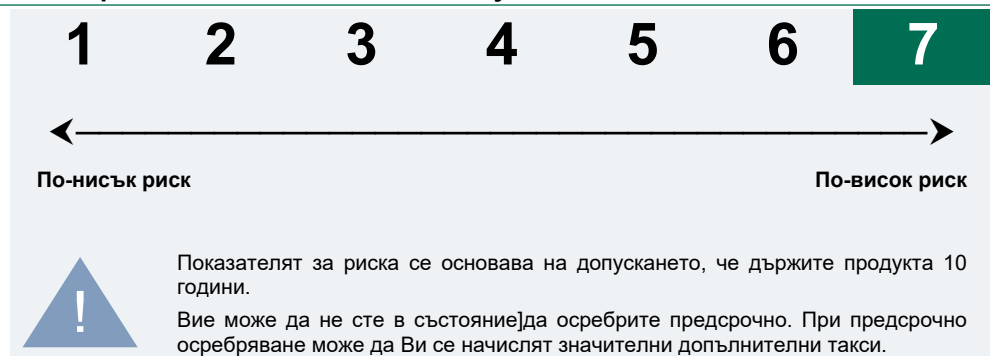 1 2 3 4 5 6 7
По-нисък риск По-висок риск
Показателят за риска се основава на допускането, че държите продукта 10
години.
!
Вие може да не сте в състояние]да осребрите предсрочно. При предсрочно
осребряване може да Ви се начислят значителни допълнителни такси.